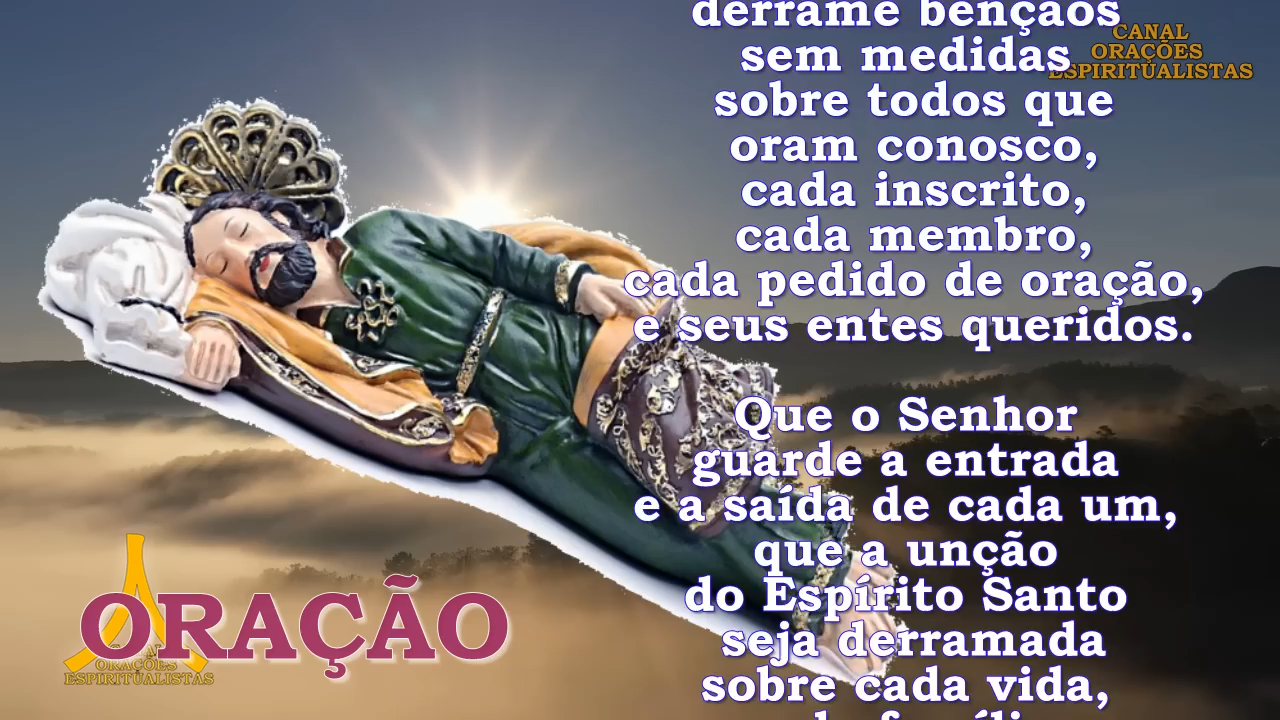 derrame bençãos
sem medidas
sobre todos que
oram conosco,
cada inscrito,
cada membro,
cada pedido de oração,
e seus entes queridos.
Que o Senhor
guarde a entrada
e a saída de cada um,
que a unção
do Espírito Santo
seja derramada
sobre cada vida,
CANAL
ORAÇÕES
ESPIRITUALISTAS
ORAÇÃO
ORAÇÕES
ESPIRITUALISTAS